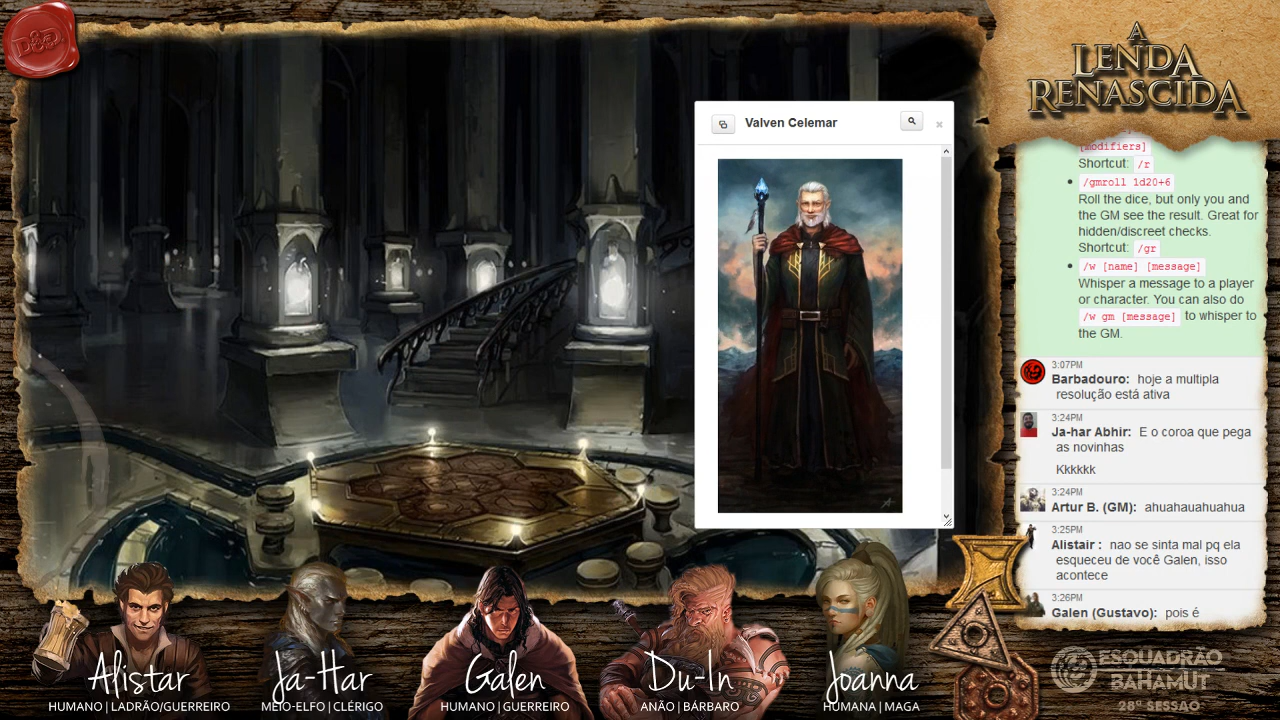 D&D
A
LENDA
RENASCIDA
Valven Celemar
[modifiers]
Shortcut: /r
/gmroll 1d20+6
Roll the dice, but only you and
the GM see the result. Great for
hidden/discreet checks.
Shortcut: /gr
/w [name] [message]
Whisper a message to a player
or character. You can also do
/w gm [message] to whisper to
the GM.
3:07PM
Barbadouro: hoje a multipla
resolução está ativa
3:24PM
Ja-har Abhir: E o coroa que pega
as novinhas
Kkkkkk
3:24PM
Artur B. (GM): ahuahauahuahua
3:25PM
Alistair : nao se sinta mal pq ela
esqueceu de você Galen, isso
acontece
3:26PM
Galen (Gustavo): pois é
Alistar
HUMANO | LADRÃO/GUERREIRO
Ja-Har
MEIO-ELFO | CLÉRIGO
Galen
HUMANO | GUERREIRO
Du-In
ANÃO | BÁRBARO
Joanna
HUMANA | MAGA
ESQUADRÃO
BAHAMUT
28ª SESSÃO